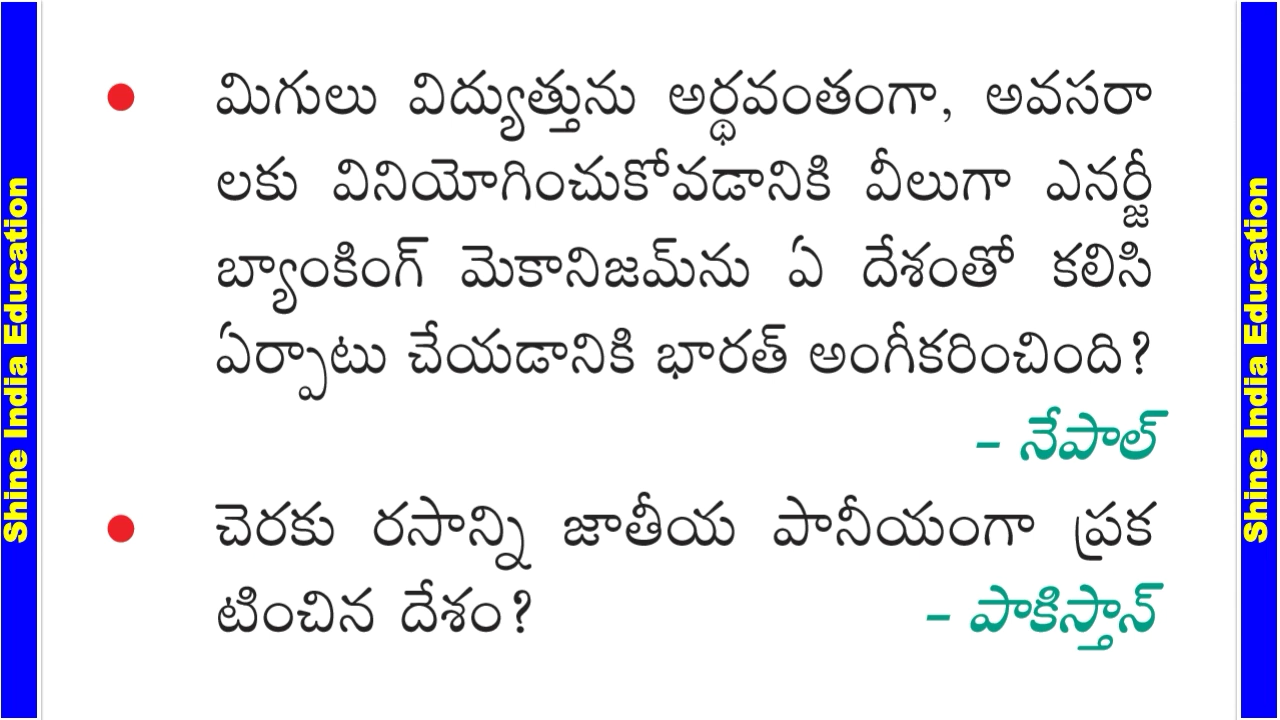 Shine India Education
మిగులు విద్యుత్తును అర్థవంతంగా, అవసరా
లకు వినియోగించుకోవడానికి వీలుగా ఎనర్జీ
బ్యాంకింగ్ మెకానిజమ్‌ను ఏ దేశంతో కలిసి
ఏర్పాటు చేయడానికి భారత్ అంగీకరించింది?
– నేపాల్
చెరకు రసాన్ని జాతీయ పానీయంగా ప్రక
టించిన దేశం? – పాకిస్తాన్
Shine India Education